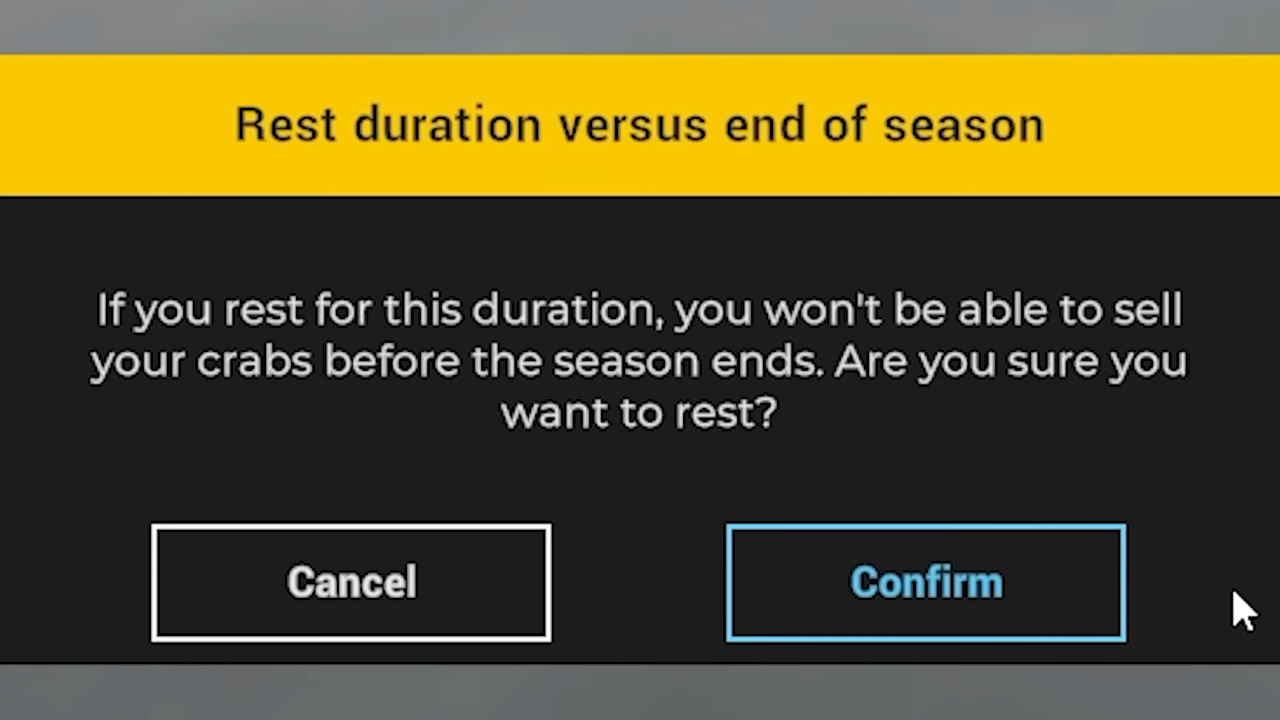 Rest duration versus end of season
If you rest for this duration, you won't be able to sell
your crabs before the season ends. Are you sure you
want to rest?
Cancel
Confirm